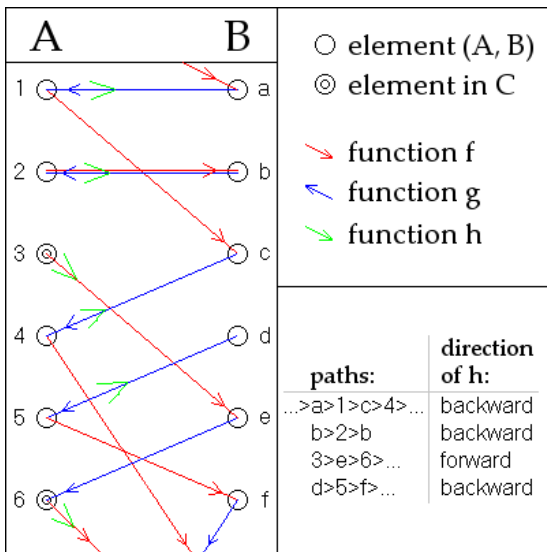 A B
1 a
2 b
3 c
4 d
5 e
6 f
element (A, B)
element in C
function f
function g
function h
paths: direction of h:
...>a>1>c>4>... backward
b>2>b backward
3>e>6>... forward
d>5>f>... backward